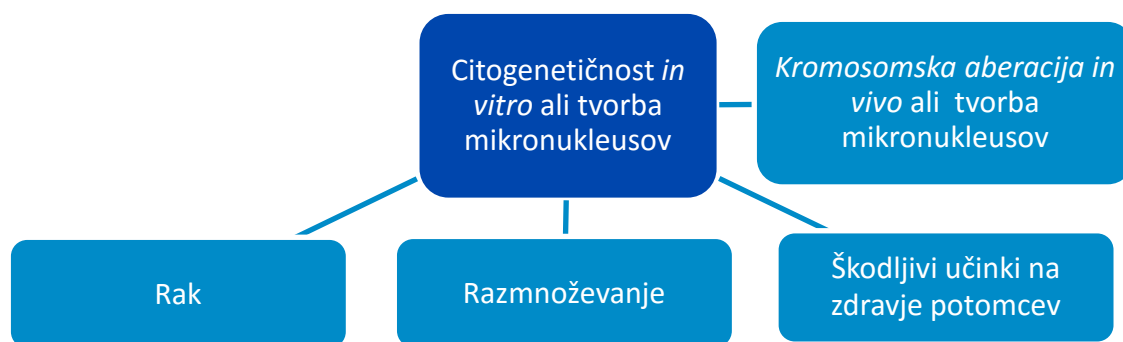 Citogenetičnost in
vitro ali tvorba
mikronukleusov
Kromosomska aberacija in
vivo ali tvorba
mikronukleusov
Rak
Razmnoževanje
Škodljivi učinki na
zdravje potomcev